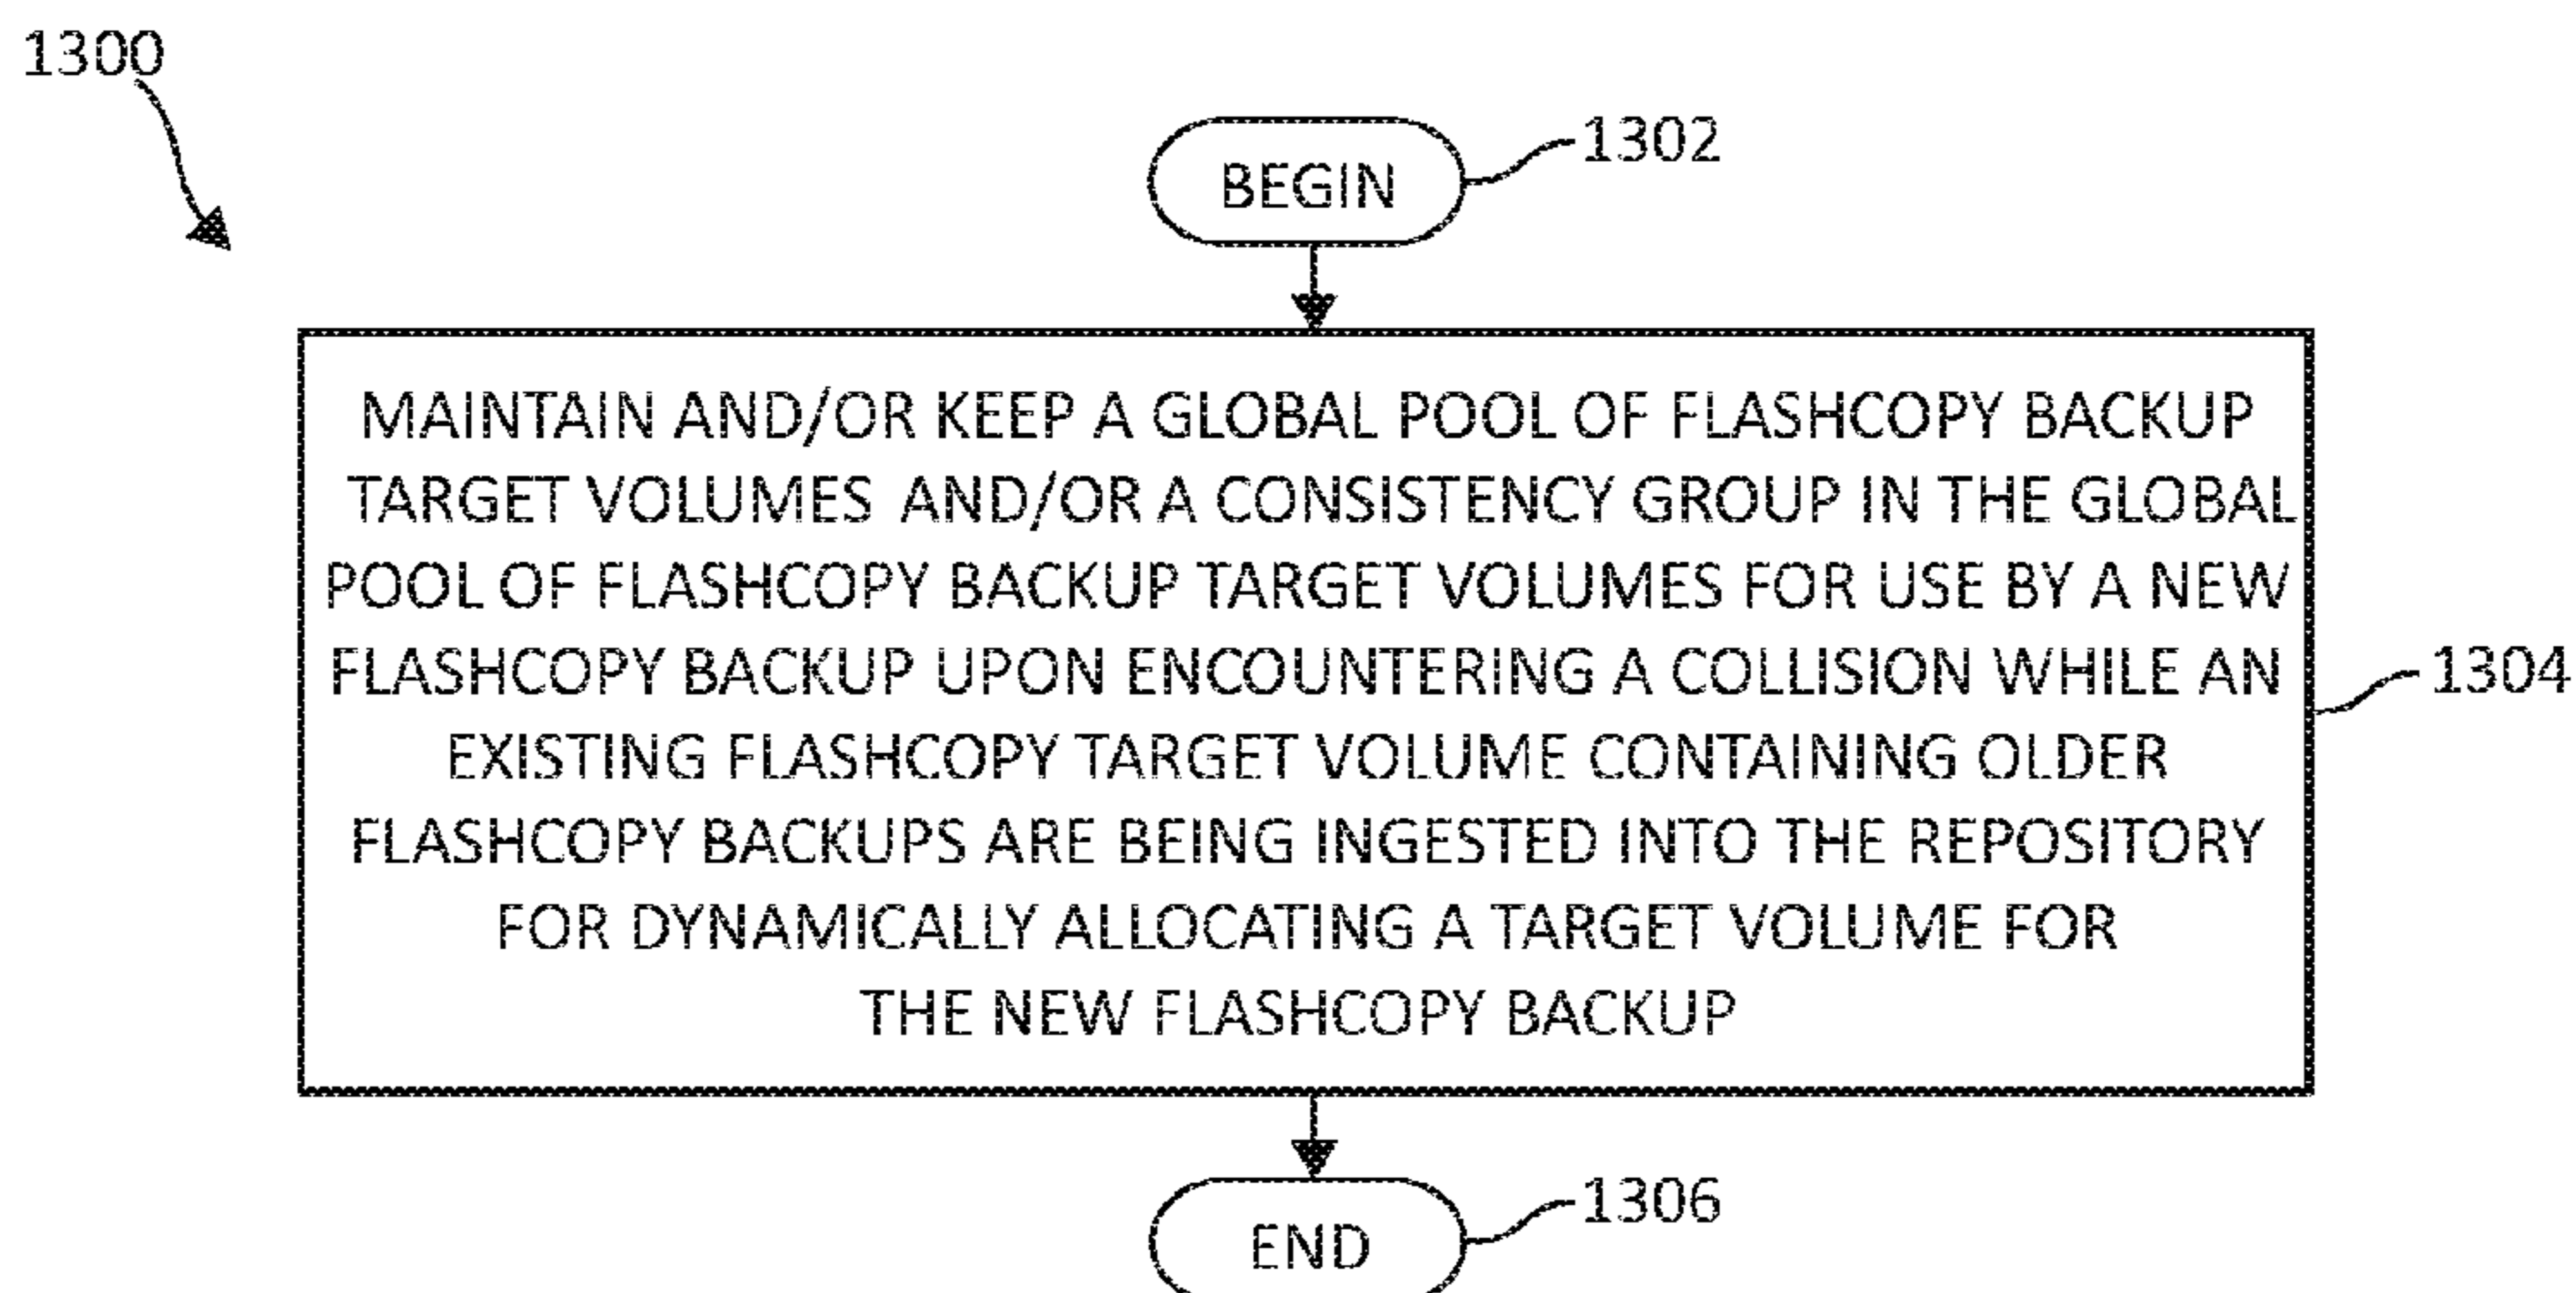 1300
BEGIN
1302
MAINTAIN AND/OR KEEP A GLOBAL POOL OF FLASHCOPY BACKUP
TARGET VOLUMES AND/OR A CONSISTENCY GROUP IN THE GLOBAL
POOL OF FLASHCOPY BACKUP TARGET VOLUMES FOR USE BY A NEW
FLASHCOPY BACKUP UPON ENCOUNTERING A COLLISION WHILE AN
EXISTING FLASHCOPY TARGET VOLUME CONTAINING OLDER
FLASHCOPY BACKUPS ARE BEING INGESTED INTO THE REPOSITORY
FOR DYNAMICALLY ALLOCATING A TARGET VOLUME FOR
THE NEW FLASHCOPY BACKUP
1304
END
1306